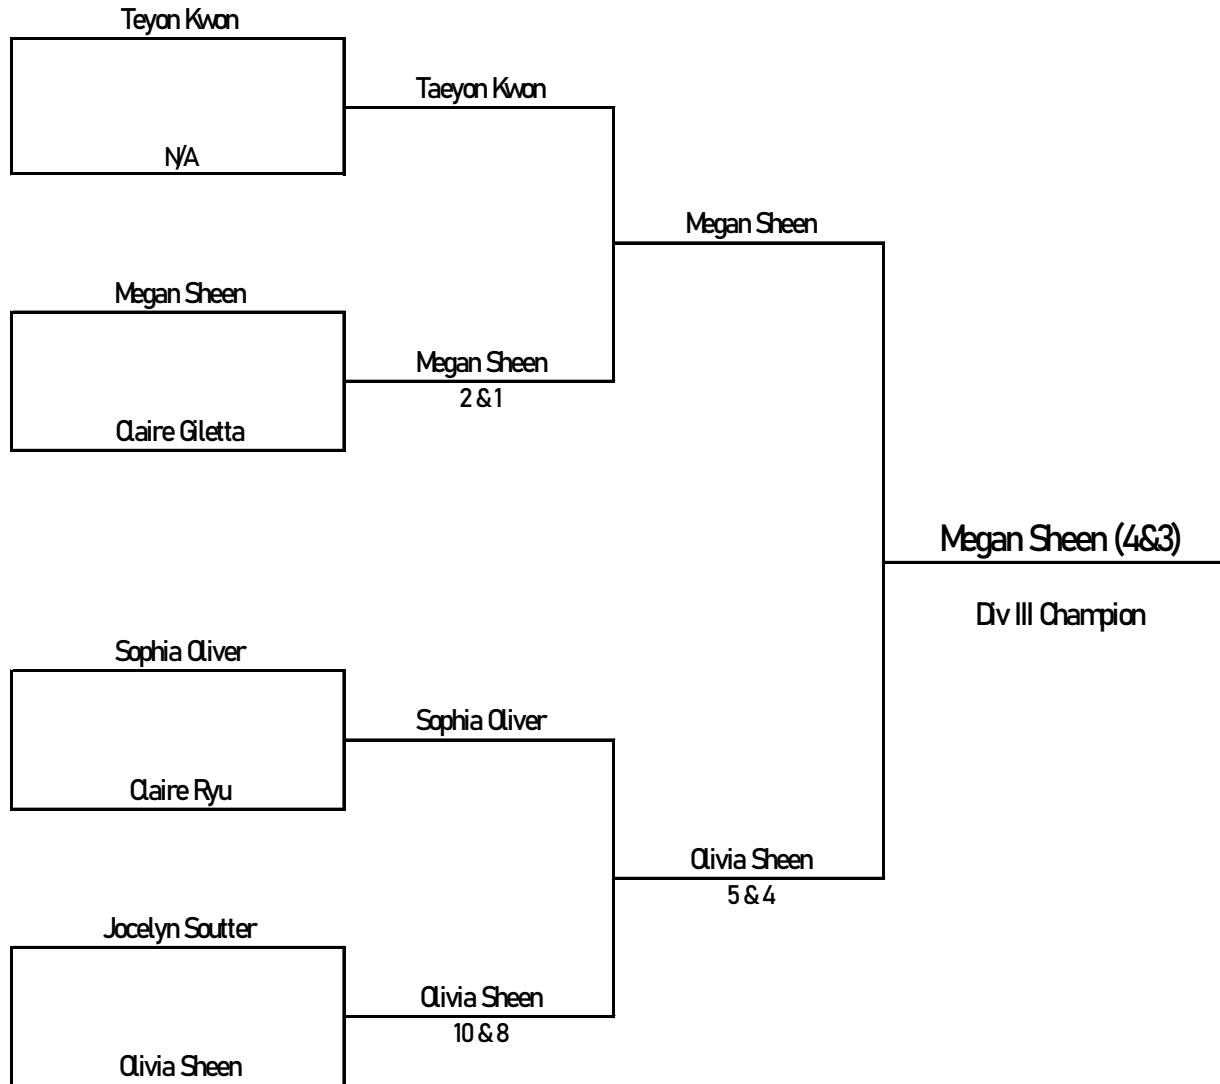 Teyon Kwon
Taeyon Kwon
N/A
Megan Sheen
Megan Sheen
Megan Sheen
2 & 1
Claire Giletta
Megan Sheen (4&3)
Div III Champion
Sophia Oliver
Sophia Oliver
Claire Ryu
Olivia Sheen
5 & 4
Jocelyn Soutter
Olivia Sheen
10 & 8
Olivia Sheen